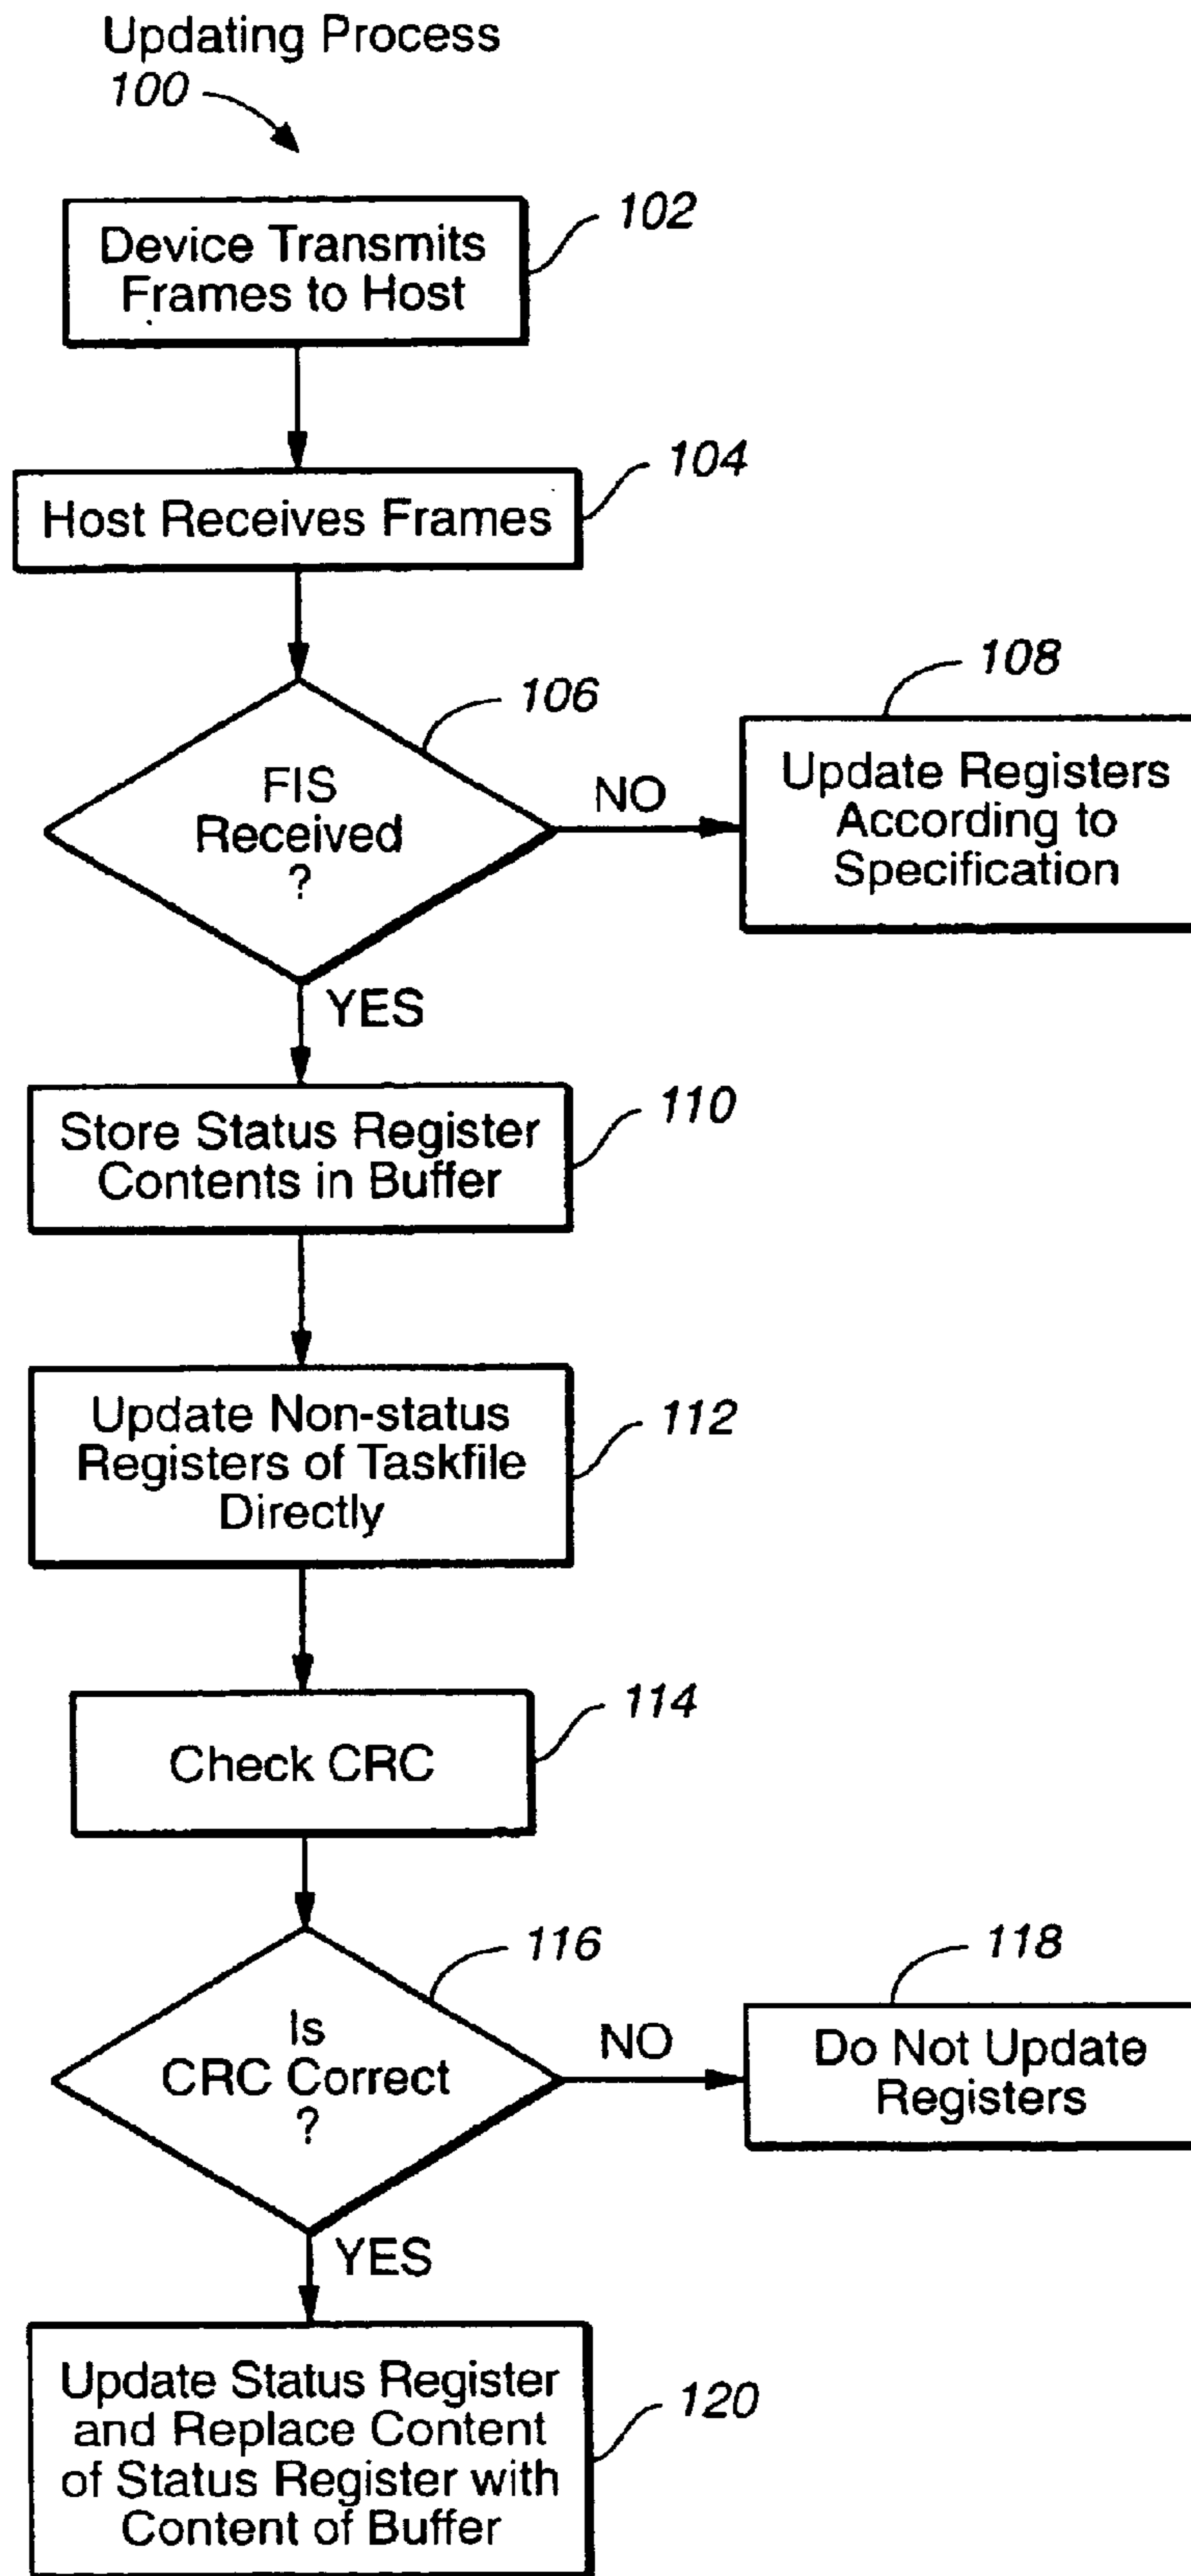 Updating Process
100
Device Transmits
Frames to Host
102
Host Receives Frames
104
FIS
Received
?
106
NO
Update Registers
According to
Specification
108
YES
Store Status Register
Contents in Buffer
110
Update Non-status
Registers of Taskfile
Directly
112
Check CRC
114
Is
CRC Correct
?
116
NO
Do Not Update
Registers
118
YES
Update Status Register
and Replace Content
of Status Register with
Content of Buffer
120